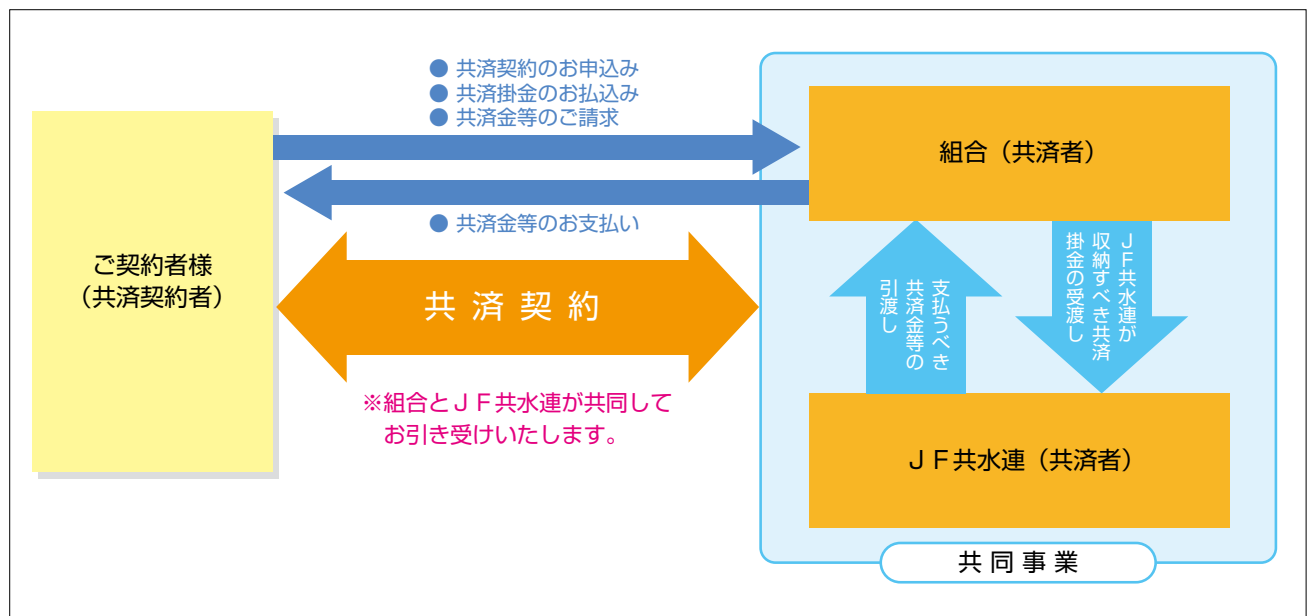 ● 共済契約のお申込み
● 共済掛金のお払込み
● 共済金等のご請求
● 共済金等のお支払い
ご契約者様
（共済契約者）
共済契約
※組合とＪＦ共水連が共同して
お引き受けいたします。
組合（共済者）
支払うべき
共済金等の
引渡し
ＪＦ共水連が
収納すべき共済
掛金の受渡し
ＪＦ共水連（共済者）
共同事業